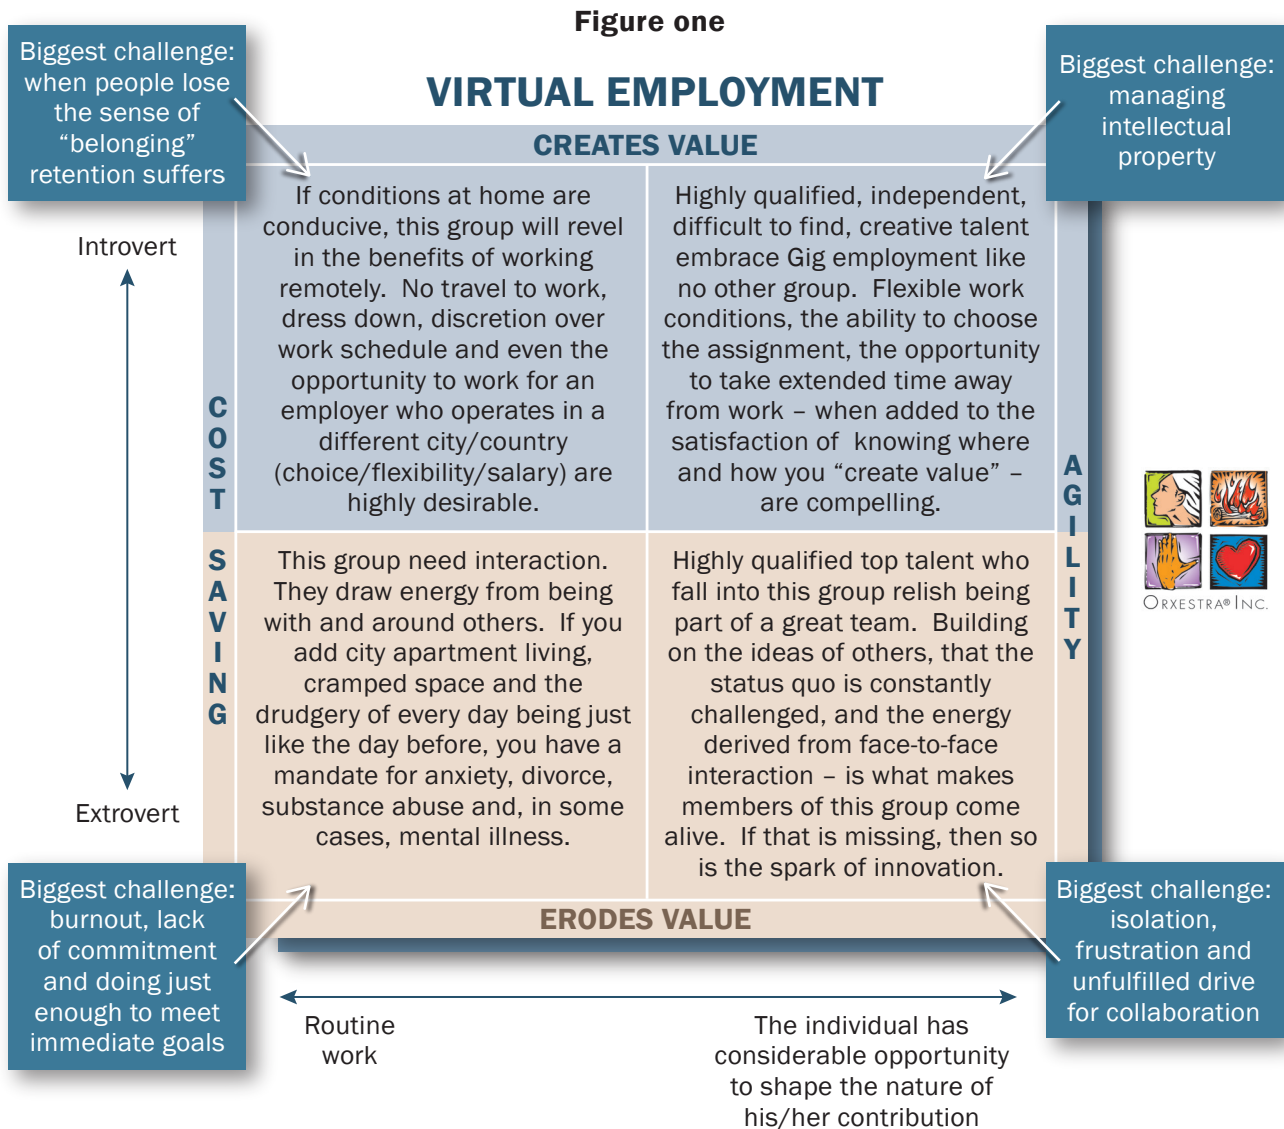 Figure one
VIRTUAL EMPLOYMENT
Biggest challenge:
when people lose
the sense of
“belonging”
retention suffers
Biggest challenge:
managing
intellectual
property
CREATES VALUE
Introvert
Extrovert
COST
SAVING
If conditions at home are
conducive, this group will revel
in the benefits of working
remotely.  No travel to work,
dress down, discretion over
work schedule and even the
opportunity to work for an
employer who operates in a
different city/country
(choice/flexibility/salary) are
highly desirable.
Highly qualified, independent,
difficult to find, creative talent
embrace Gig employment like
no other group.  Flexible work
conditions, the ability to choose
the assignment, the opportunity
to take extended time away
from work – when added to the
satisfaction of  knowing where
and how you “create value” –
are compelling.
AGILITY
ORXESTRA® INC.
This group need interaction.
They draw energy from being
with and around others.  If you
add city apartment living,
cramped space and the
drudgery of every day being just
like the day before, you have a
mandate for anxiety, divorce,
substance abuse and, in some
cases, mental illness.
Highly qualified top talent who
fall into this group relish being
part of a great team.  Building
on the ideas of others, that the
status quo is constantly
challenged, and the energy
derived from face-to-face
interaction – is what makes
members of this group come
alive.  If that is missing, then so
is the spark of innovation.
ERODES VALUE
Biggest challenge:
burnout, lack
of commitment
and doing just
enough to meet
immediate goals
Biggest challenge:
isolation,
frustration and
unfulfilled drive
for collaboration
Routine
work
The individual has
considerable opportunity
to shape the nature of
his/her contribution